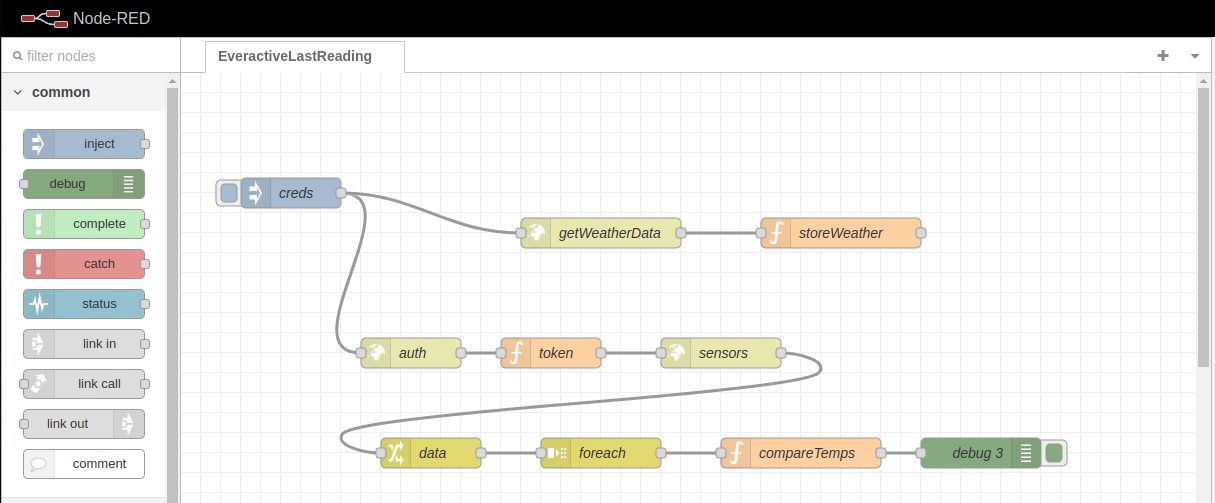 Node-RED
filter nodes
EveractiveLastReading
common
inject
debug
complete
catch
status
link in
link call
link out
comment
creds
getWeatherData
storeWeather
auth
token
sensors
data
foreach
compareTemps
debug 3